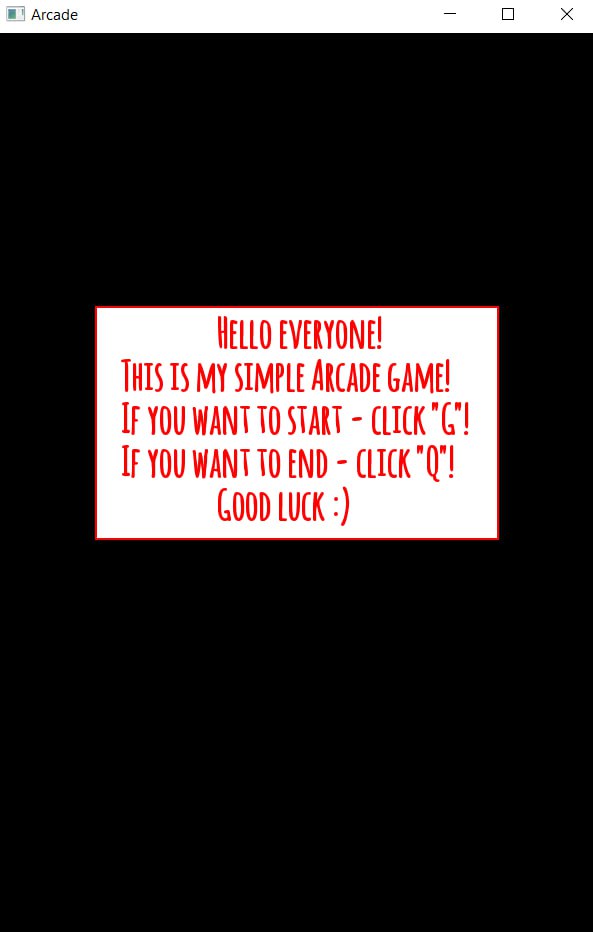 Arcade
Hello everyone!
This is my simple Arcade game!
If you want to start - click "G"!
If you want to end - click "Q"!
Good luck :)